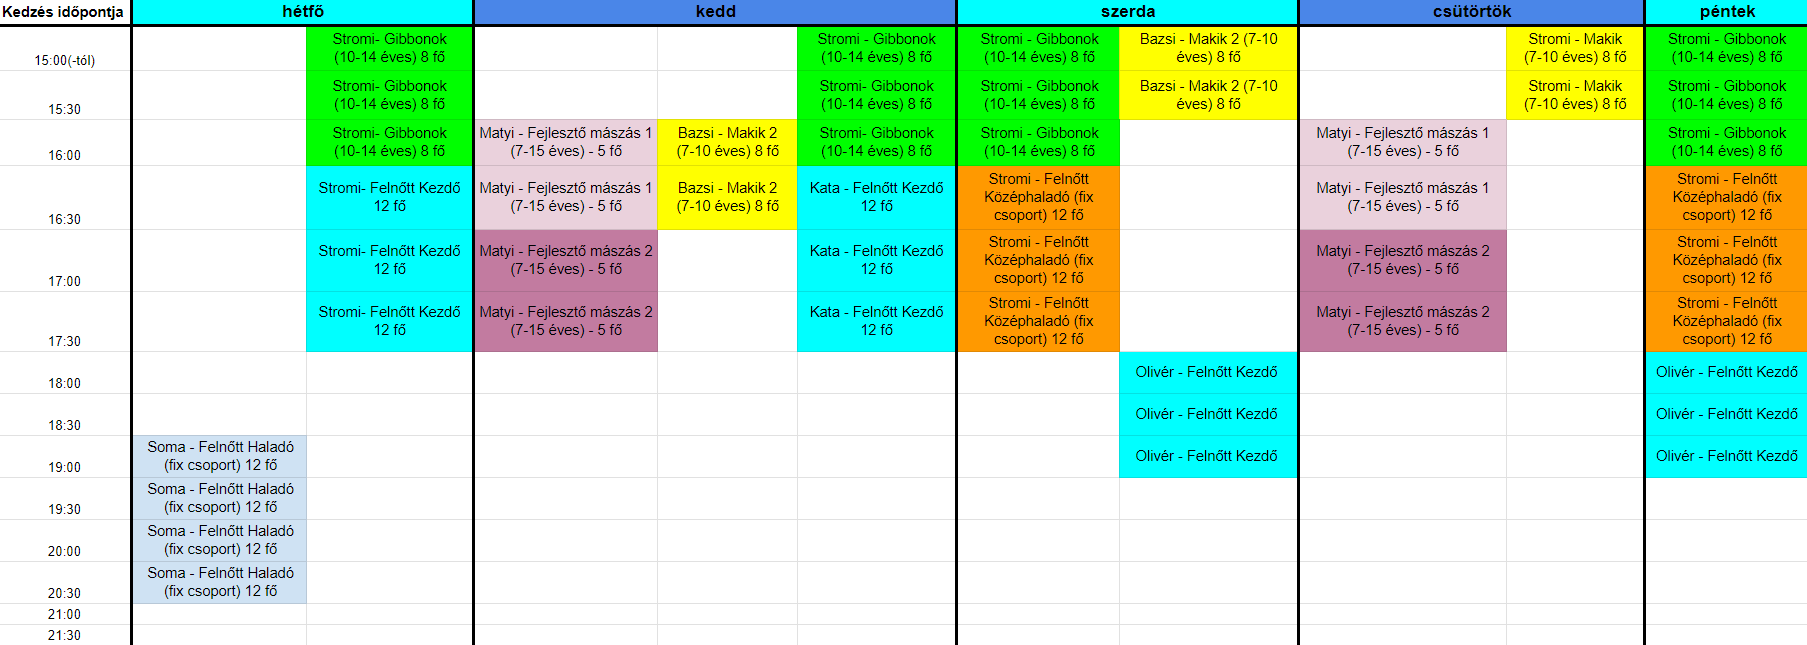 Kedzés időpontja hétfő kedd szerda csütörtök péntek
Stromi- Gibbonok Stromi - Gibbonok Stromi - Gibbonok Bazsi - Makik 2 (7-10 Stromi - Makik Stromi - Gibbonok
15:00(-tól) (10-14 éves) 8 fő (10-14 éves) 8 fő (10-14 éves) 8 fő éves) 8 fő (7-10 éves) 8 fő (10-14 éves) 8 fő
Stromi- Gibbonok Stromi - Gibbonok Stromi - Gibbonok Bazsi - Makik 2 (7-10 Stromi - Makik Stromi - Gibbonok
15:30 (10-14 éves) 8 fő (10-14 éves) 8 fő (10-14 éves) 8 fő éves) 8 fő (7-10 éves) 8 fő (10-14 éves) 8 fő
Stromi- Gibbonok Matyi - Fejlesztő mászás 1 Bazsi - Makik 2 Stromi- Gibbonok Stromi - Gibbonok Matyi - Fejlesztő mászás 1 Stromi - Gibbonok
16:00 (10-14 éves) 8 fő (7-15 éves) - 5 fő (7-10 éves) 8 fő (10-14 éves) 8 fő (10-14 éves) 8 fő (7-15 éves) - 5 fő (10-14 éves) 8 fő
Stromi - Felnőtt Stromi - Felnőtt
Stromi- Felnőtt Kezdő Matyi - Fejlesztő mászás 1 Bazsi - Makik 2 Kata - Felnőtt Kezdő Középhaladó (fix Matyi - Fejlesztő mászás 1 Középhaladó (fix
16:30 12 fő (7-15 éves) - 5 fő (7-10 éves) 8 fő 12 fő csoport) 12 fő (7-15 éves) - 5 fő csoport) 12 fő
Stromi - Felnőtt Stromi - Felnőtt
Stromi- Felnőtt Kezdő Matyi - Fejlesztő mászás 2 Kata - Felnőtt Kezdő Középhaladó (fix Matyi - Fejlesztő mászás 2 Középhaladó (fix
17:00 12 fő (7-15 éves) - 5 fő 12 fő csoport) 12 fő (7-15 éves) - 5 fő csoport) 12 fő
Stromi - Felnőtt Stromi - Felnőtt
Stromi- Felnőtt Kezdő Matyi - Fejlesztő mászás 2 Kata - Felnőtt Kezdő Középhaladó (fix Matyi - Fejlesztő mászás 2 Középhaladó (fix
17:30 12 fő (7-15 éves) - 5 fő 12 fő csoport) 12 fő (7-15 éves) - 5 fő csoport) 12 fő
18:00 Olivér - Felnőtt Kezdő Olivér - Felnőtt Kezdő
18:30 Olivér - Felnőtt Kezdő Olivér - Felnőtt Kezdő
Soma - Felnőtt Haladó Olivér - Felnőtt Kezdő Olivér - Felnőtt Kezdő
19:00 (fix csoport) 12 fő
Soma - Felnőtt Haladó
19:30 (fix csoport) 12 fő
Soma - Felnőtt Haladó
20:00 (fix csoport) 12 fő
Soma - Felnőtt Haladó
20:30 (fix csoport) 12 fő
21:00
21:30